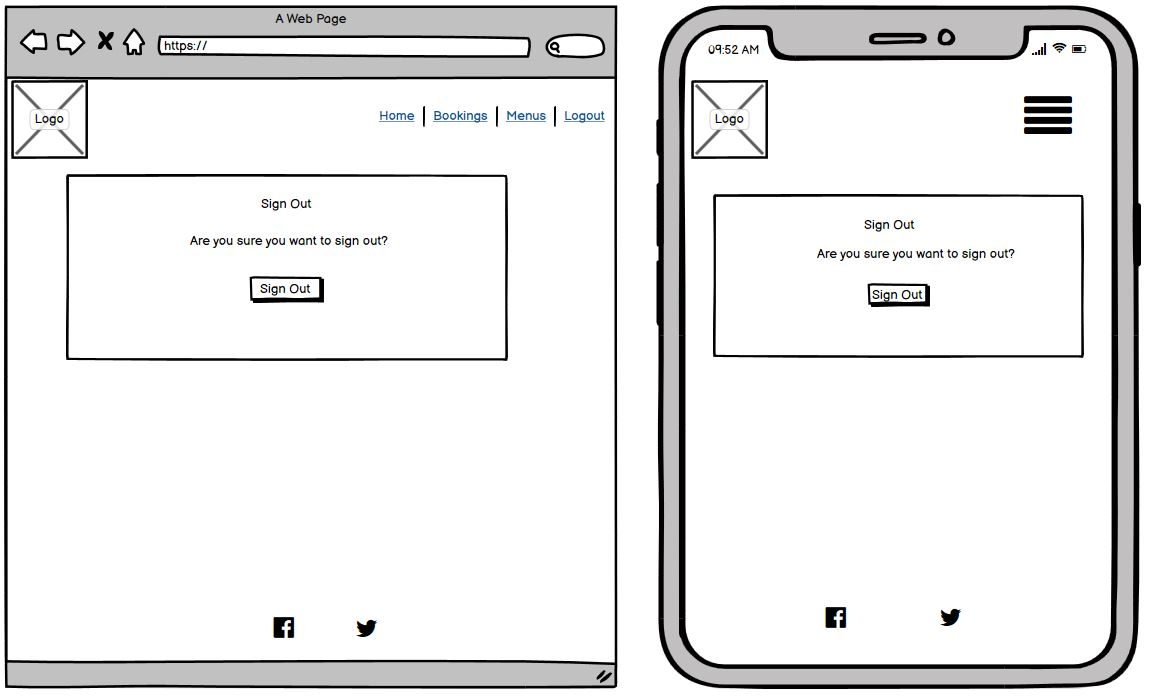 A Web Page
https://
Logo
Home Bookings Menus Logout
Sign Out
Are you sure you want to sign out?
Sign Out
09:52 AM
Logo
Sign Out
Are you sure you want to sign out?
Sign Out